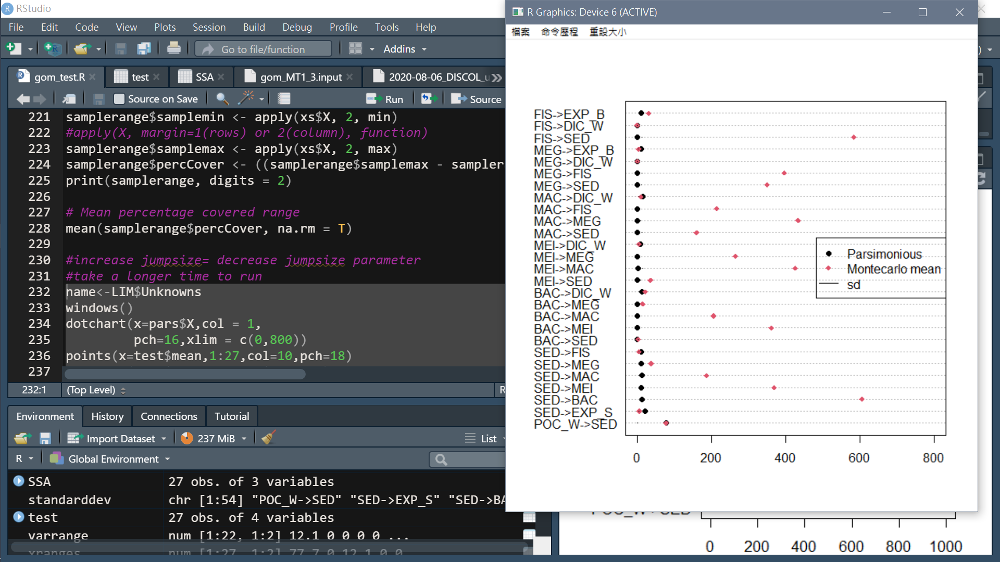 RStudio
File Edit Code View Plots Session Build Debug Profile Tools Help
Go to file/function Addins
gom_test.R test SSA gom_MT1_3.input 2020-08-06_DISCOL_u
Source on Save Run Source
221 samplerange$samplemin <- apply(xs$X, 2, min)
222 #apply(X, margin=1(rows) or 2(column), function)
223 samplerange$samplemax <- apply(xs$X, 2, max)
224 samplerange$percCover <- ((samplerange$samplemax - sampler
225 print(samplerange, digits = 2)
226
227 # Mean percentage covered range
228 mean(samplerange$percCover, na.rm = T)
229
230 #increase jumpsize= decrease jumpsize parameter
231 #take a longer time to run
232 name<-LIM$Unknowns
233 windows()
234 dotchart(x=pars$X,col = 1,
235 pch=16,xlim = c(0,800))
236 points(x=test$mean,1:27,col=10,pch=18)
237
232:1 (Top Level) R
Environment History Connections Tutorial
Import Dataset 237 MiB List
R Global Environment
SSA 27 obs. of 3 variables
standarddev chr [1:54] "POC_W->SED" "SED->EXP_S" "SED->BA
test 27 obs. of 4 variables
varrange num [1:22, 1:2] 12.1 0 0 0 0 ...
xranges num [1:27, 1:2] 77.7 0 12.1 0 0
R Graphics: Device 6 (ACTIVE)
檔案 命令歷程 重設大小
FIS->EXP_B
FIS->DIC_W
FIS->SED
MEG->EXP_B
MEG->DIC_W
MEG->FIS
MEG->SED
MAC->DIC_W
MAC->FIS
MAC->MEG
MAC->SED
MEI->DIC_W
MEI->MEG
MEI->MAC
MEI->SED
BAC->DIC_W
BAC->MEG
BAC->MAC
BAC->MEI
BAC->SED
SED->FIS
SED->MEG
SED->MAC
SED->MEI
SED->BAC
SED->EXP_S
POC_W->SED
Parsimonious
Montecarlo mean
sd
0 200 400 600 800
POC_W->SED
0 200 400 600 800 1000